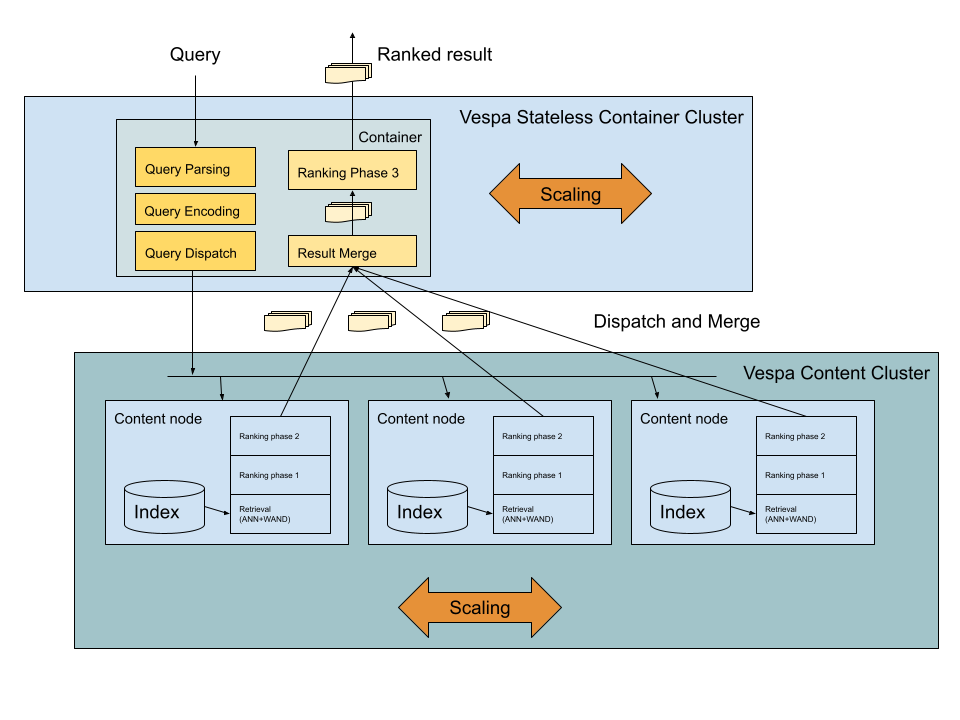 Query
Ranked result
Vespa Stateless Container Cluster
Container
Query Parsing
Ranking Phase 3
Scaling
Query Encoding
Query Dispatch
Result Merge
Dispatch and Merge
Vespa Content Cluster
Content node
Ranking phase 2
Ranking phase 1
Index
Retrieval
(ANN+WAND)
Content node
Ranking phase 2
Ranking phase 1
Index
Retrieval
(ANN+WAND)
Content node
Ranking phase 2
Ranking phase 1
Index
Retrieval
(ANN+WAND)
Scaling